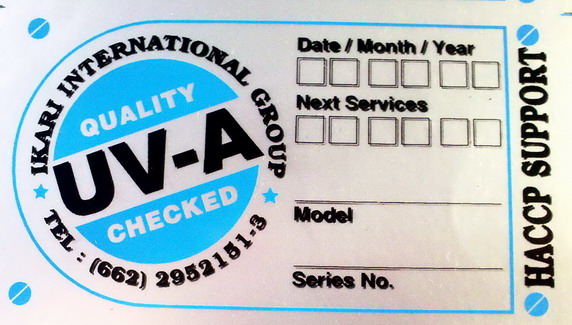 IKARI INTERNATIONAL GROUP
QUALITY
UV-A
CHECKED
TEL : (662) 2952151-3
Date / Month / Year
Next Services
Model
Series No.
HACCP SUPPORT